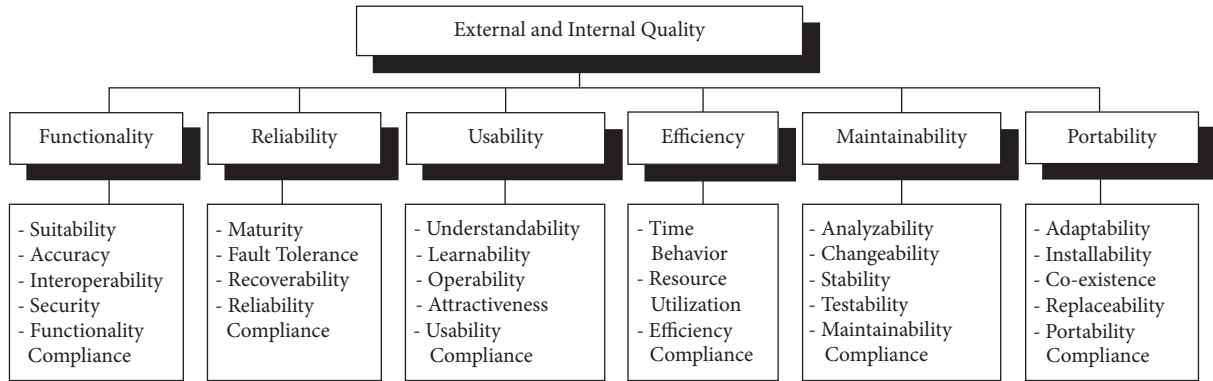 External and Internal Quality
Functionality
Reliability
Usability
Efficiency
Maintainability
Portability
- Suitability
- Accuracy
- Interoperability
- Security
- Functionality
Compliance
- Maturity
- Fault Tolerance
- Recoverability
- Reliability
Compliance
- Understandability
- Learnability
- Operability
- Attractiveness
- Usability
Compliance
- Time
Behavior
- Resource
Utilization
- Efficiency
Compliance
- Analyzability
- Changeability
- Stability
- Testability
- Maintainability
Compliance
- Adaptability
- Installability
- Co-existence
- Replaceability
- Portability
Compliance